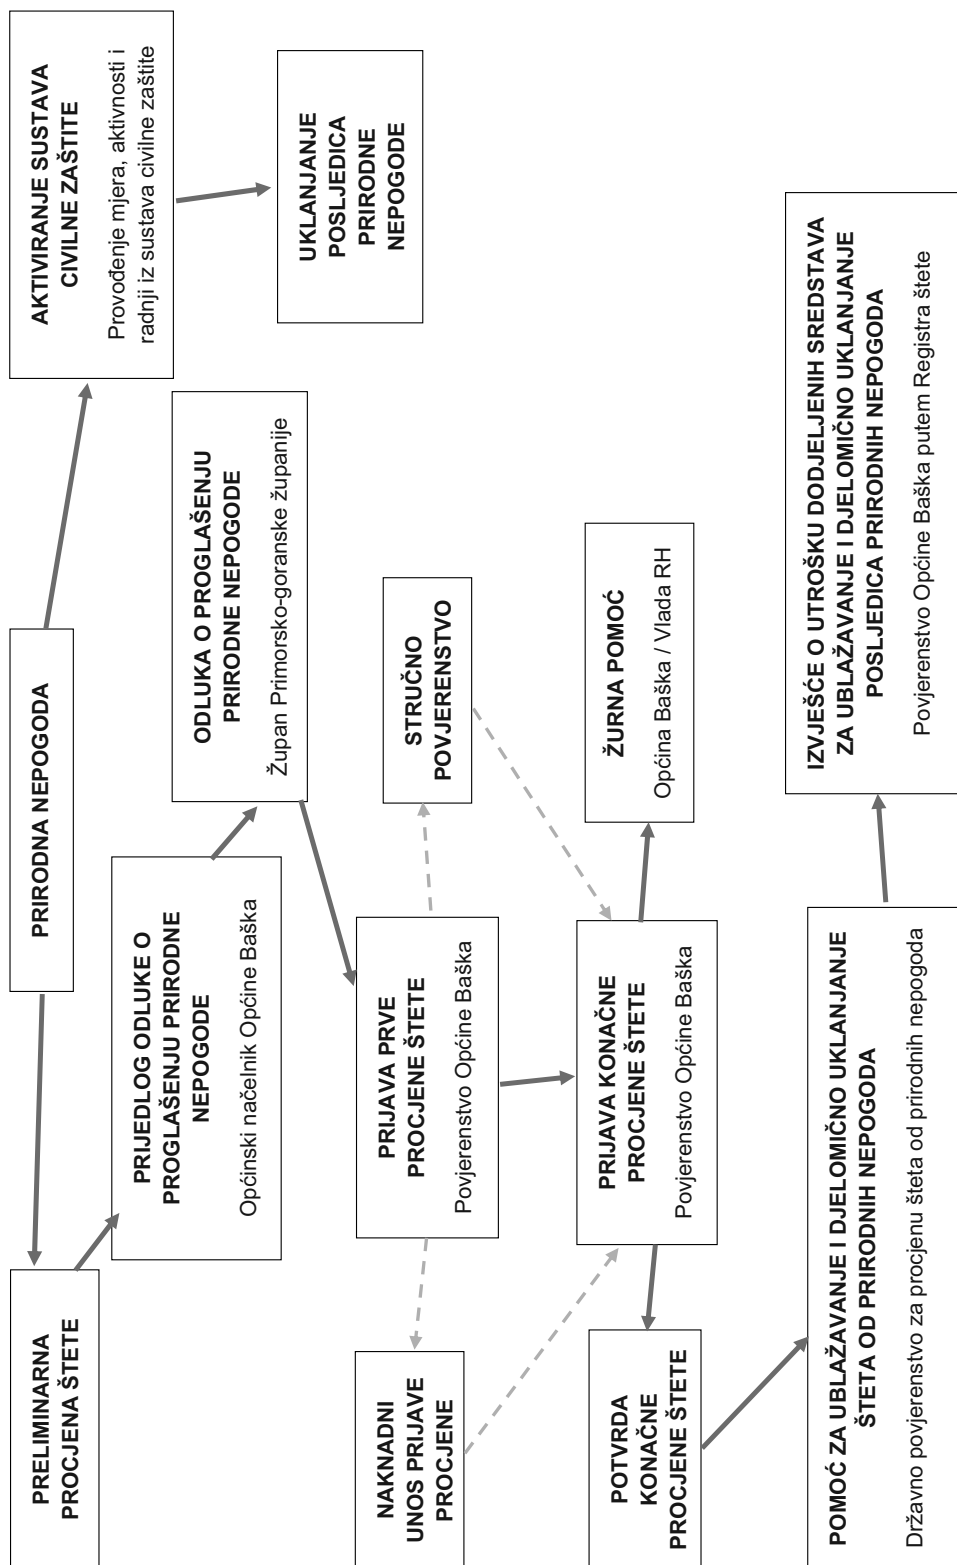 PRIRODNA NEPOGODA
AKTIVIRANJE SUSTAVA
CIVILNE ZAŠTITE
Provođenje mjera, aktivnosti i
radnji iz sustava civilne zaštite
UKLANJANJE
POSLJEDICA
PRIRODNE
NEPOGODE
PRELIMINARNA
PROCJENA ŠTETE
PRIJEDLOG ODLUKE O
PROGLAŠENJU PRIRODNE
NEPOGODE
Općinski načelnik Općine Baška
ODLUKA O PROGLAŠENJU
PRIRODNE NEPOGODE
Župan Primorsko-goranske županije
NAKNADNI
UNOS PRIJAVE
PROCJENE
PRIJAVA PRVE
PROCJENE ŠTETE
Povjerenstvo Općine Baška
STRUČNO
POVJERENSTVO
POTVRDA
KONAČNE
PROCJENE ŠTETE
PRIJAVA KONAČNE
PROCJENE ŠTETE
Povjerenstvo Općine Baška
ŽURNA POMOĆ
Općina Baška / Vlada RH
POMOĆ ZA UBLAŽAVANJE I DJELOMIČNO UKLANJANJE
ŠTETA OD PRIRODNIH NEPOGODA
Državno povjerenstvo za procjenu šteta od prirodnih nepogoda
IZVJEŠĆE O UTROŠKU DODJELJENIH SREDSTAVA
ZA UBLAŽAVANJE I DJELOMIČNO UKLANJANJE
POSLJEDICA PRIRODNIH NEPOGODA
Povjerenstvo Općine Baška putem Registra štete